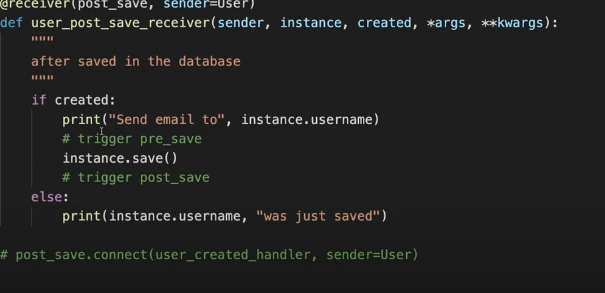 @receiver(post_save, sender=User)
def user_post_save_receiver(sender, instance, created, *args, **kwargs):
    """
    after saved in the database
    """
    if created:
        print("Send email to", instance.username)
        # trigger pre_save
        instance.save()
        # trigger post_save
    else:
        print(instance.username, "was just saved")
# post_save.connect(user_created_handler, sender=User)